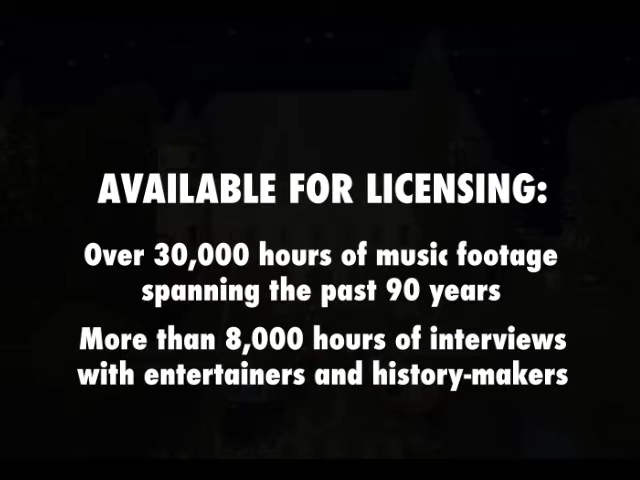 AVAILABLE FOR LICENSING:
Over 30,000 hours of music footage
spanning the past 90 years
More than 8,000 hours of interviews
with entertainers and history-makers